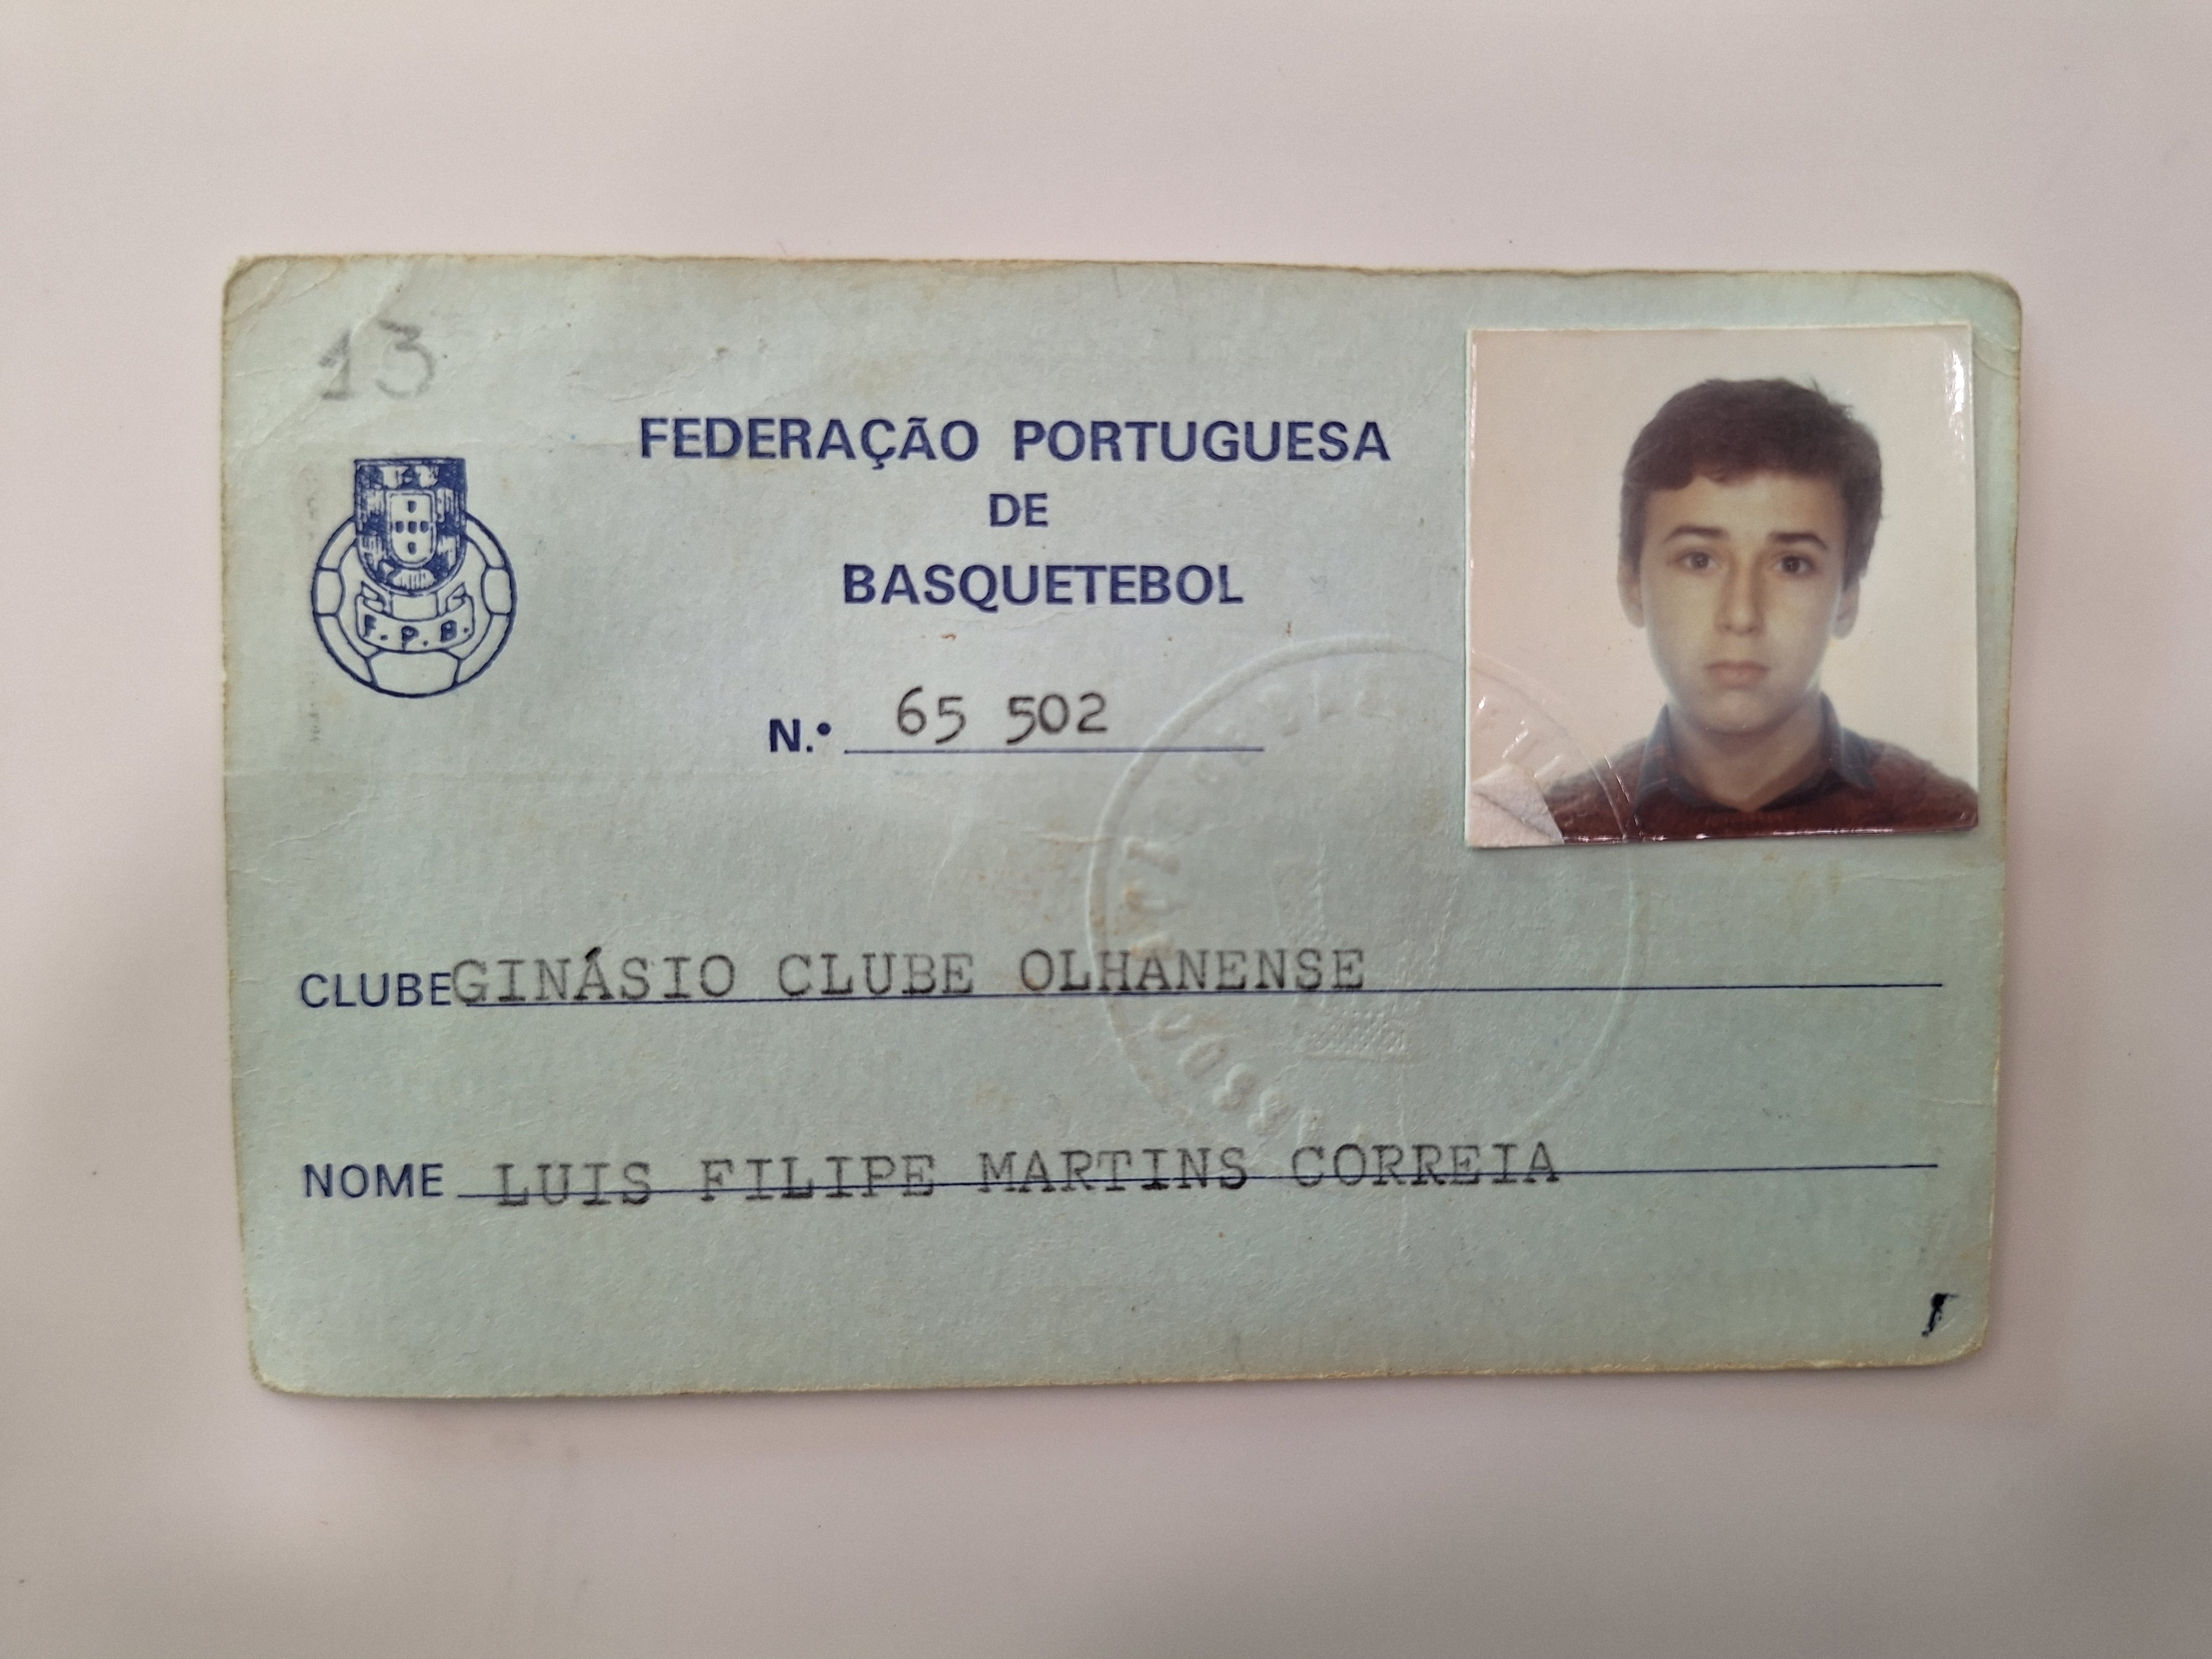 13
FEDERAÇÃO PORTUGUESA
DE
BASQUETEBOL
F.P.B.
N.º 65 502
CLUBE GINÁSIO CLUBE OLHANENSE
NOME LUIS FILIPE MARTINS CORREIA